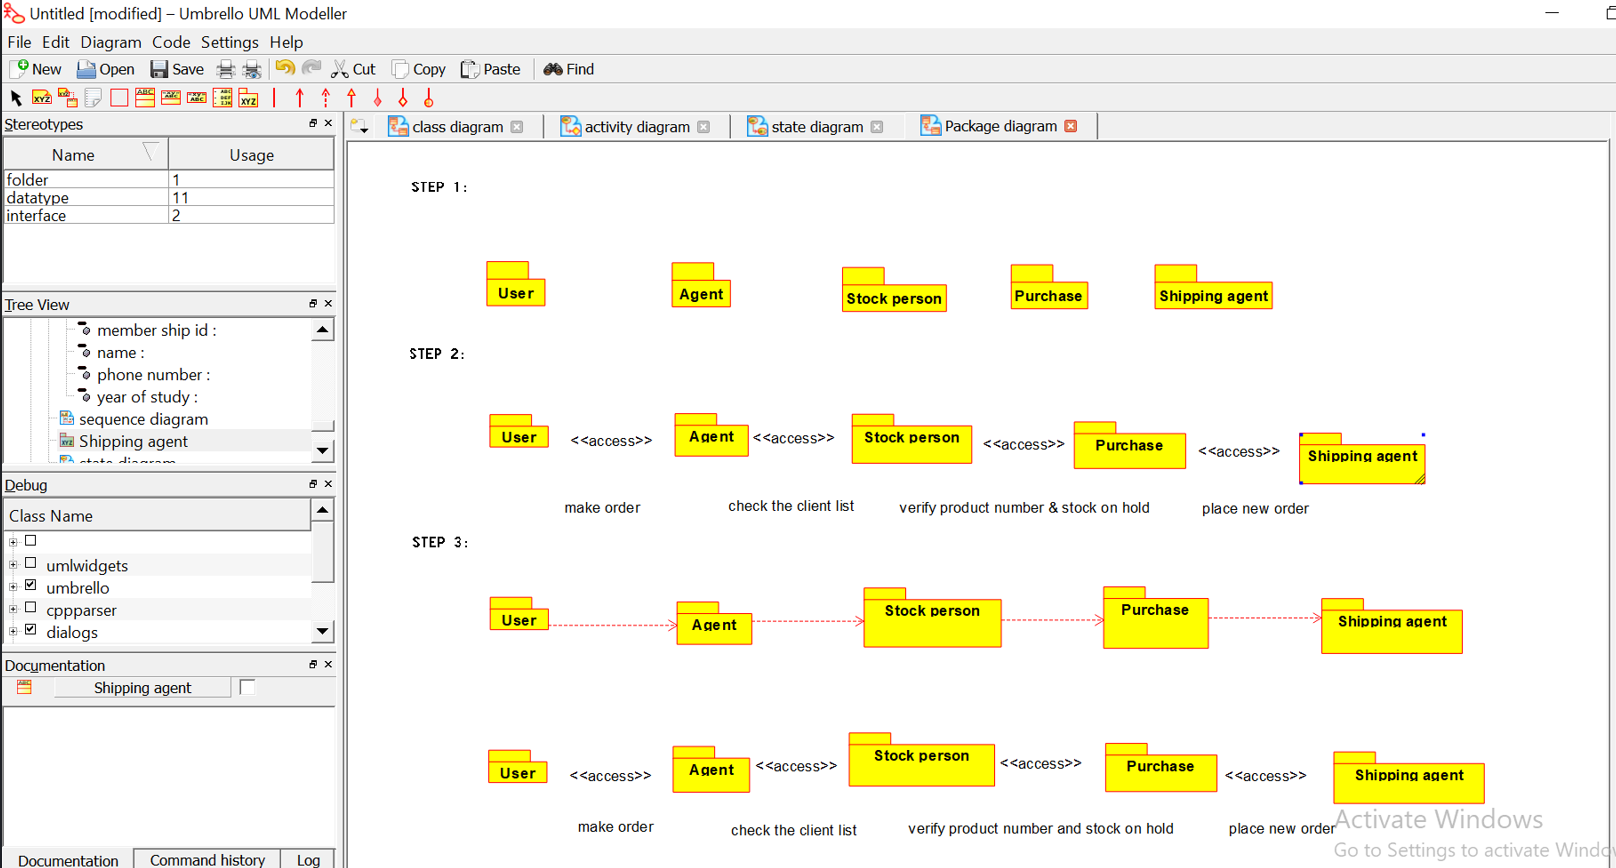 Untitled [modified] – Umbrello UML Modeller
File Edit Diagram Code Settings Help
New Open Save Cut Copy Paste Find
Stereotypes
Name Usage
folder 1
datatype 11
interface 2
Tree View
member ship id :
name :
phone number :
year of study :
sequence diagram
Shipping agent
state diagram
Debug
Class Name
umlwidgets
umbrello
cppparser
dialogs
Documentation
Shipping agent
Documentation Command history Log
class diagram activity diagram state diagram Package diagram
STEP 1:
User Agent Stock person Purchase Shipping agent
STEP 2:
User <<access>> Agent <<access>> Stock person <<access>> Purchase <<access>> Shipping agent
make order check the client list verify product number & stock on hold place new order
STEP 3:
User Agent Stock person Purchase Shipping agent
User <<access>> Agent <<access>> Stock person <<access>> Purchase <<access>> Shipping agent
make order check the client list verify product number and stock on hold place new order
Activate Windows
Go to Settings to activate Windo